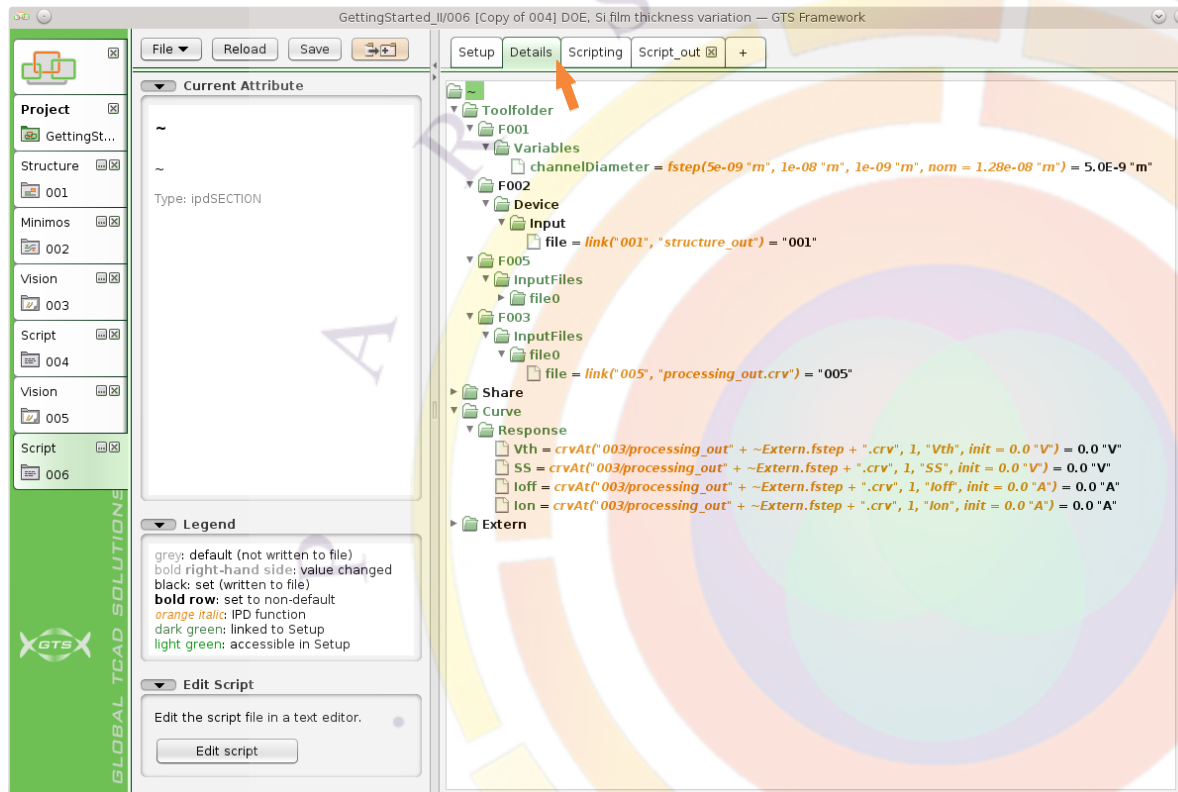 GettingStarted_II/006 [Copy of 004] DOE, Si film thickness variation — GTS Framework
Project
GettingSt...
Structure
001
Minimos
002
Vision
003
Script
004
Vision
005
Script
006
GLOBAL TCAD SOLUTIONS
GTS
File
Reload
Save
Current Attribute
~
~
Type: ipdSECTION
Legend
grey: default (not written to file)
bold right-hand side: value changed
black: set (written to file)
bold row: set to non-default
orange italic: IPD function
dark green: linked to Setup
light green: accessible in Setup
Edit Script
Edit the script file in a text editor.
Edit script
Setup Details Scripting Script_out +
~
Toolfolder
F001
Variables
channelDiameter = fstep(5e-09 "m", 1e-08 "m", 1e-09 "m", nom = 1.28e-08 "m") = 5.0E-9 "m"
F002
Device
Input
file = link("001", "structure_out") = "001"
F005
InputFiles
file0
F003
InputFiles
file0
file = link("005", "processing_out.crv") = "005"
Share
Curve
Response
Vth = crvAt("003/processing_out" + ~Extern.fstep + ".crv", 1, "Vth", init = 0.0 "V") = 0.0 "V"
SS = crvAt("003/processing_out" + ~Extern.fstep + ".crv", 1, "SS", init = 0.0 "V") = 0.0 "V"
Ioff = crvAt("003/processing_out" + ~Extern.fstep + ".crv", 1, "Ioff", init = 0.0 "A") = 0.0 "A"
Ion = crvAt("003/processing_out" + ~Extern.fstep + ".crv", 1, "Ion", init = 0.0 "A") = 0.0 "A"
Extern
P A R S